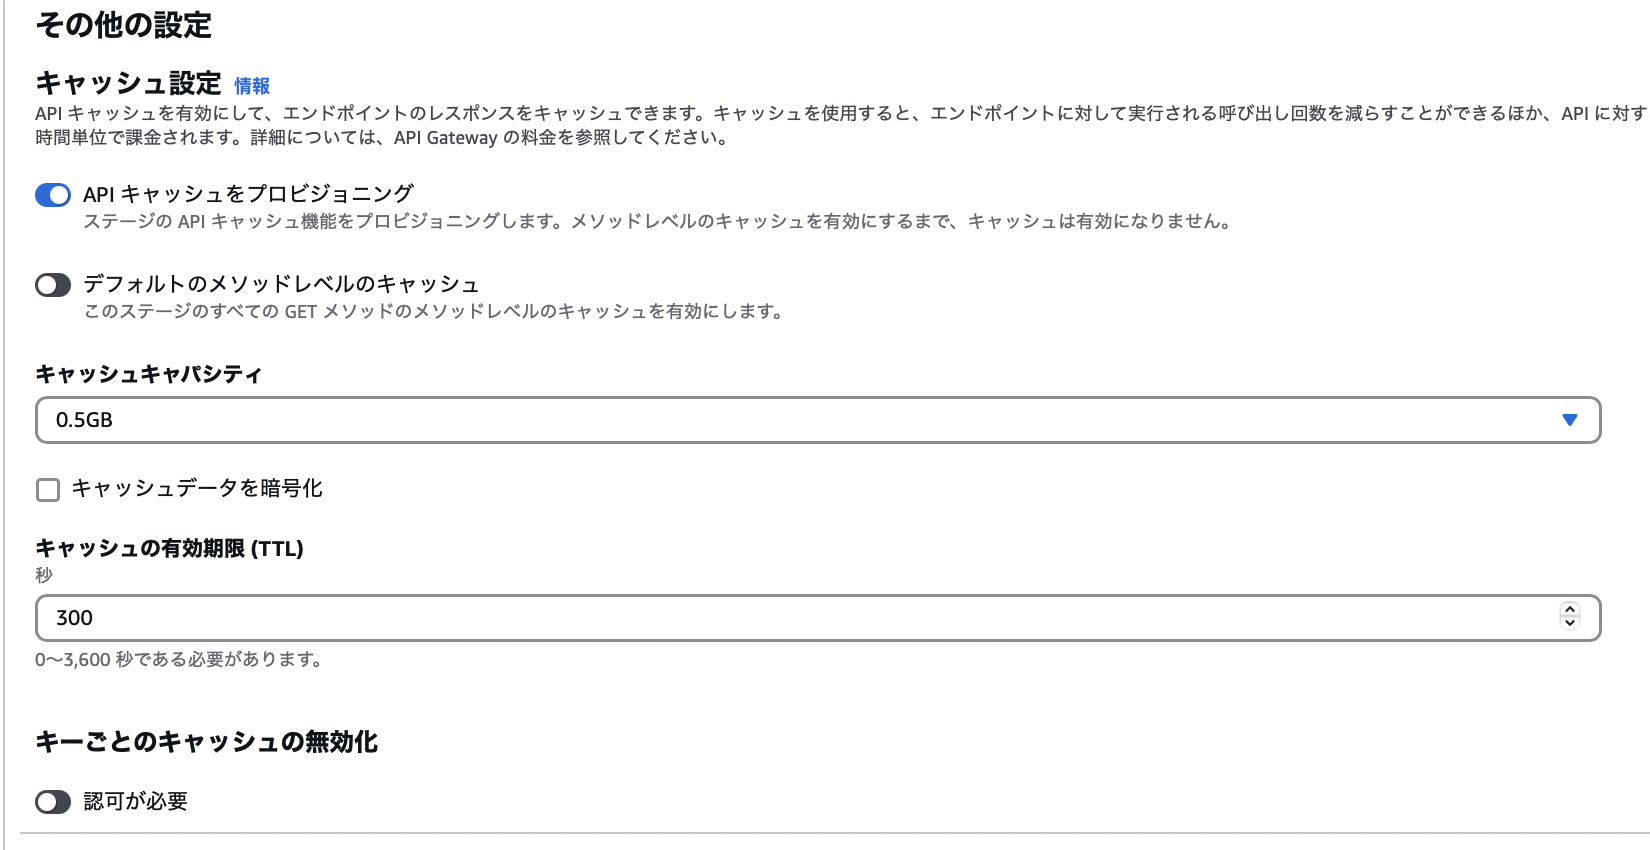 その他の設定
キャッシュ設定 情報
API キャッシュを有効にして、エンドポイントのレスポンスをキャッシュできます。キャッシュを使用すると、エンドポイントに対して実行される呼び出し回数を減らすことができるほか、API に対す
時間単位で課金されます。詳細については、API Gateway の料金を参照してください。
API キャッシュをプロビジョニング
ステージの API キャッシュ機能をプロビジョニングします。メソッドレベルのキャッシュを有効にするまで、キャッシュは有効になりません。
デフォルトのメソッドレベルのキャッシュ
このステージのすべての GET メソッドのメソッドレベルのキャッシュを有効にします。
キャッシュキャパシティ
0.5GB
キャッシュデータを暗号化
キャッシュの有効期限 (TTL)
秒
300
0〜3,600 秒である必要があります。
キーごとのキャッシュの無効化
認可が必要